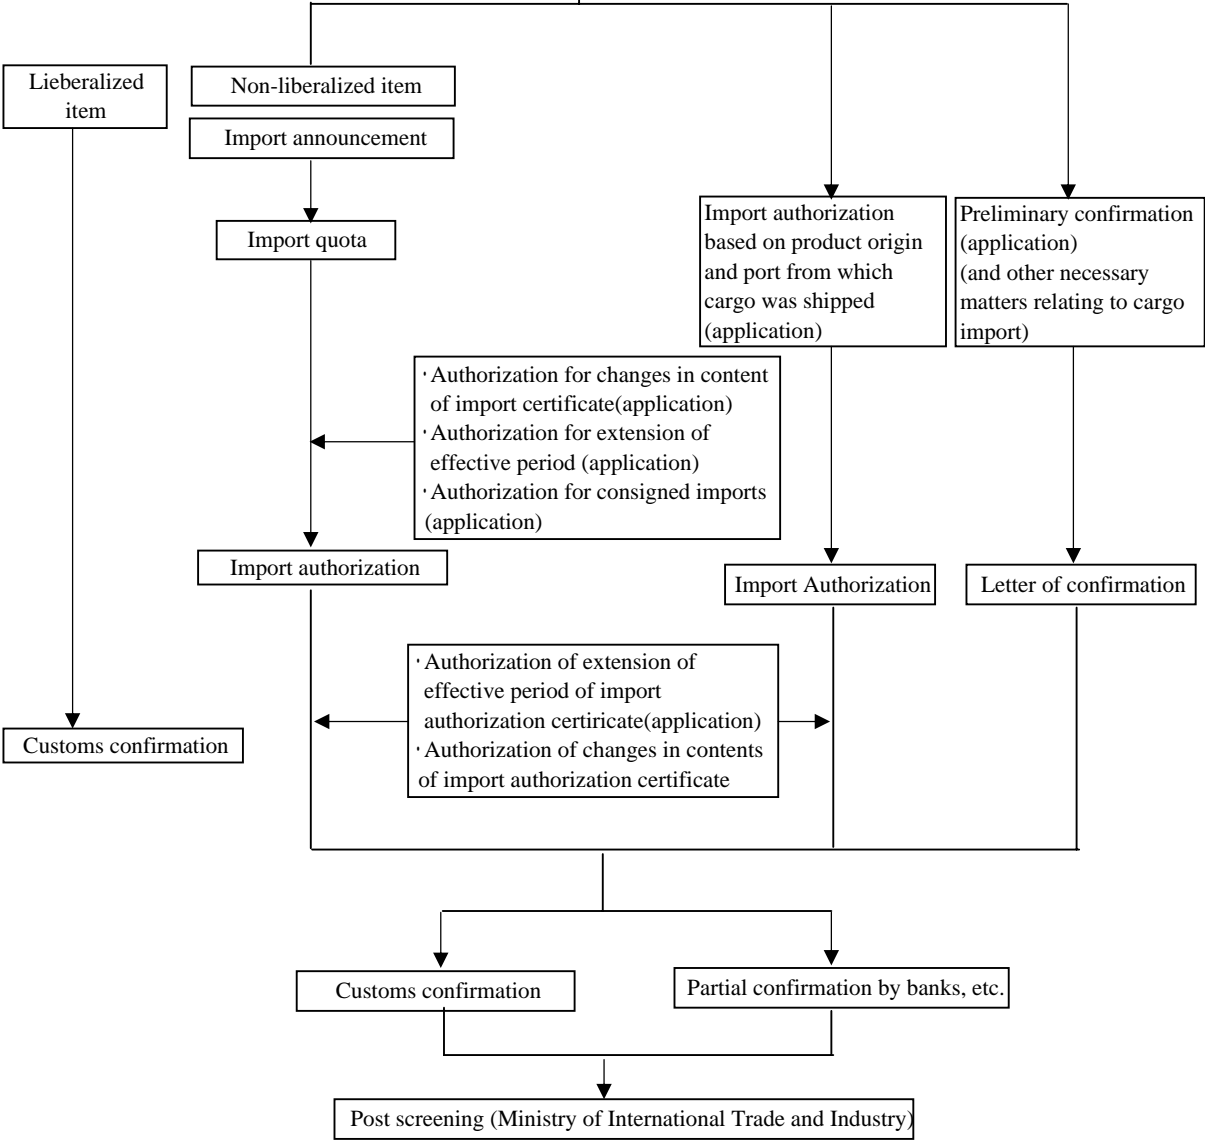 Lieberalized
item
Non-liberalized item
Import announcement
Import quota
Import authorization
based on product origin
and port from which
cargo was shipped
(application)
Preliminary confirmation
(application)
(and other necessary
matters relating to cargo
import)
·Authorization for changes in content
of import certificate(application)
·Authorization for extension of
effective period (application)
·Authorization for consigned imports
(application)
Import authorization
Import Authorization
Letter of confirmation
·Authorization of extension of
effective period of import
authorization certiricate(application)
·Authorization of changes in contents
of import authorization certificate
Customs confirmation
Customs confirmation
Partial confirmation by banks, etc.
Post screening (Ministry of International Trade and Industry)